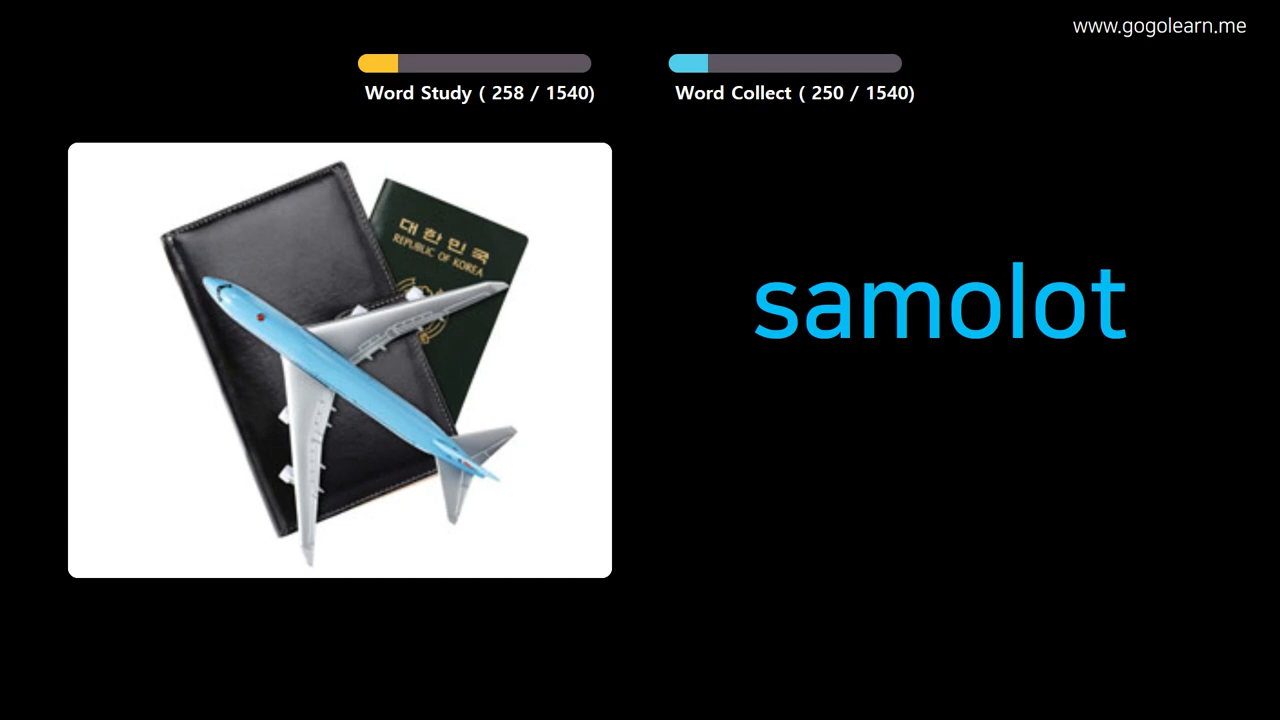 www.gogolearn.me
Word Study ( 258 / 1540)
Word Collect ( 250 / 1540)
대한민국
REPUBLIC OF KOREA
samolot